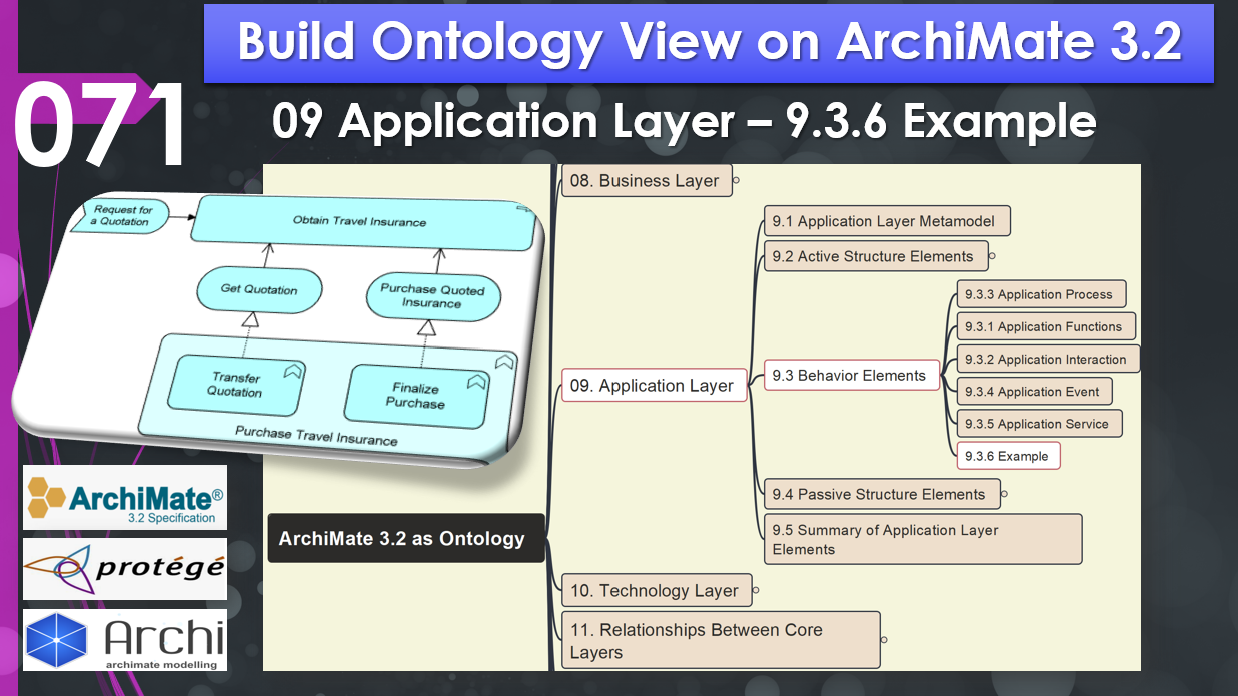 Build Ontology View on ArchiMate 3.2
071
09 Application Layer – 9.3.6 Example
Request for
a Quotation
Obtain Travel Insurance
Get Quotation
Purchase Quoted
Insurance
Transfer
Quotation
Finalize
Purchase
Purchase Travel Insurance
ArchiMate®
3.2 Specification
protégé
Archi
archimate modelling
ArchiMate 3.2 as Ontology
08. Business Layer
09. Application Layer
9.1 Application Layer Metamodel
9.2 Active Structure Elements
9.3 Behavior Elements
9.3.3 Application Process
9.3.1 Application Functions
9.3.2 Application Interaction
9.3.4 Application Event
9.3.5 Application Service
9.3.6 Example
9.4 Passive Structure Elements
9.5 Summary of Application Layer
Elements
10. Technology Layer
11. Relationships Between Core
Layers